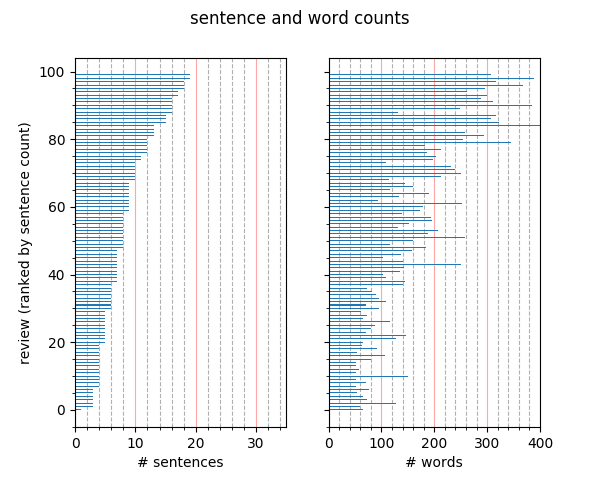 sentence and word counts
100
80
60
40
20
0
review (ranked by sentence count)
0 10 20 30
# sentences
0 100 200 300 400
# words